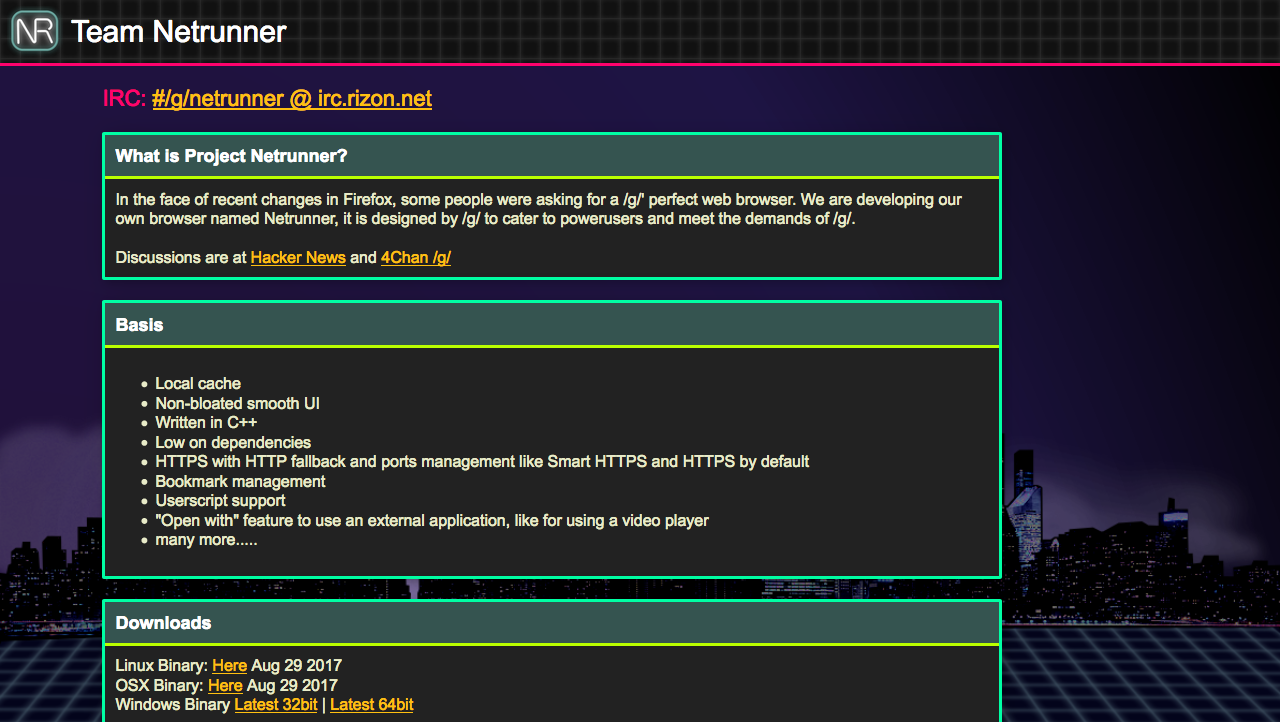 NR Team Netrunner
IRC: #/g/netrunner @ irc.rizon.net
What is Project Netrunner?
In the face of recent changes in Firefox, some people were asking for a /g/' perfect web browser. We are developing our
own browser named Netrunner, it is designed by /g/ to cater to powerusers and meet the demands of /g/.
Discussions are at Hacker News and 4Chan /g/
Basis
• Local cache
• Non-bloated smooth UI
• Written in C++
• Low on dependencies
• HTTPS with HTTP fallback and ports management like Smart HTTPS and HTTPS by default
• Bookmark management
• Userscript support
• "Open with" feature to use an external application, like for using a video player
• many more.....
Downloads
Linux Binary: Here Aug 29 2017
OSX Binary: Here Aug 29 2017
Windows Binary Latest 32bit | Latest 64bit